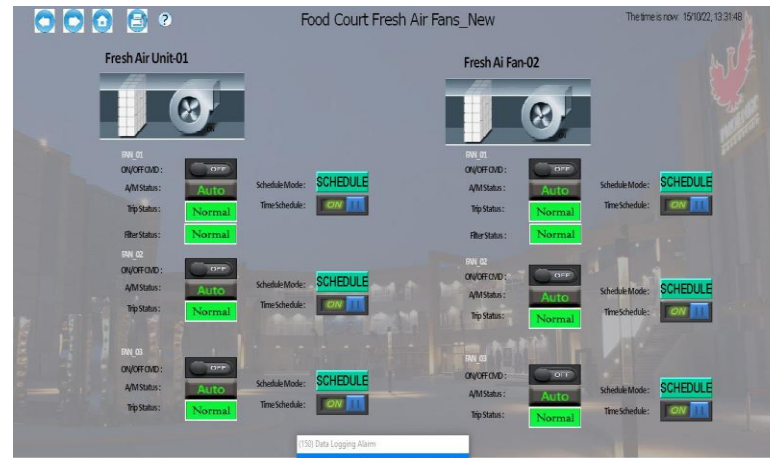 Food Court Fresh Air Fans_New
The time is now: 15/10/22, 13:31:48
Fresh Air Unit-01
ON
FAN_01
ON/OFF CMD :
OFF
A/M Status :
Auto
Schedule Mode :
SCHEDULE
Trip Status :
Normal
Time Schedule :
ON
Filter Status :
Normal
FAN_02
ON/OFF CMD :
OFF
A/M Status :
Auto
Schedule Mode :
SCHEDULE
Trip Status :
Normal
Time Schedule :
ON
FAN_03
ON/OFF CMD :
OFF
A/M Status :
Auto
Schedule Mode :
SCHEDULE
Trip Status :
Normal
Time Schedule :
ON
Fresh Ai Fan-02
FAN_01
ON/OFF CMD :
OFF
A/M Status :
Auto
Schedule Mode :
SCHEDULE
Trip Status :
Normal
Time Schedule :
ON
Filter Status :
Normal
FAN_02
ON/OFF CMD :
OFF
A/M Status :
Auto
Schedule Mode :
SCHEDULE
Trip Status :
Normal
Time Schedule :
ON
FAN_03
ON/OFF CMD :
OFF
A/M Status :
Auto
Schedule Mode :
SCHEDULE
Trip Status :
Normal
Time Schedule :
ON
(150) Data Logging Alarm